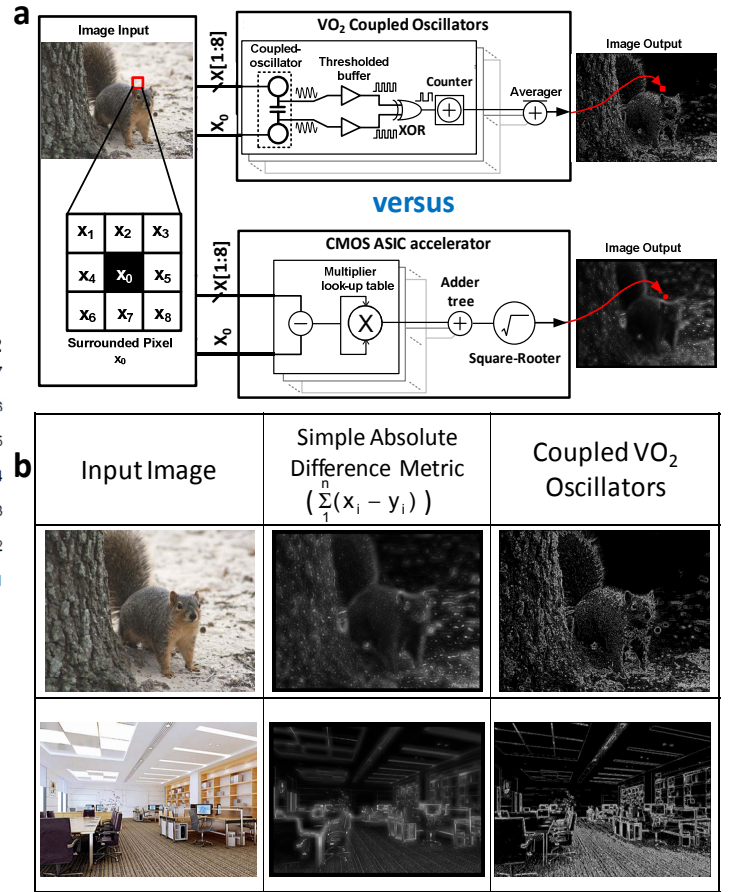 a
Image Input
X[1:8]
X₀
VO₂ Coupled Oscillators
Coupled-
oscillator
Thresholded
buffer
XOR
Counter
Averager
Image Output
versus
x₁ x₂ x₃
x₄ x₀ x₅
x₆ x₇ x₈
Surrounded Pixel
x₀
X[1:8]
X₀
CMOS ASIC accelerator
Multiplier
look-up table
X
Adder
tree
Square-Rooter
Image Output
b
Input Image
Simple Absolute
Difference Metric
( n Σ 1 (xᵢ − yᵢ) )
Coupled VO₂
Oscillators